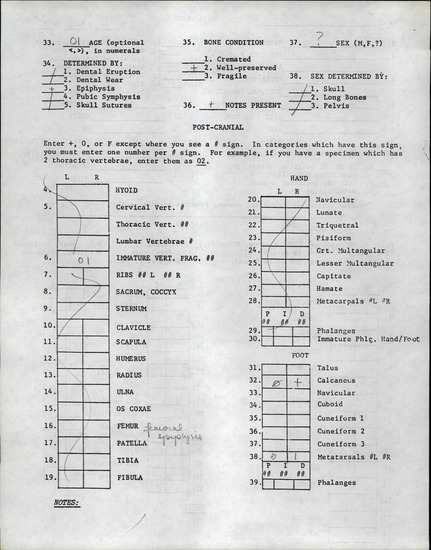 33. 01 AGE (optional <,>), in numerals
34. DETERMINED BY:
/ 1. Dental Eruption
/ 2. Dental Wear
+ 3. Epiphysis
/ 4. Pubic Symphysis
/ 5. Skull Sutures
35. BONE CONDITION
1. Cremated
+ 2. Well-preserved
3. Fragile
36. + NOTES PRESENT
37. ? SEX (M,F,?)
38. SEX DETERMINED BY:
1. Skull
2. Long Bones
3. Pelvis
POST-CRANIAL
Enter +, 0, or F except where you see a # sign. In categories which have this sign,
you must enter one number per # sign. For example, if you have a specimen which has
2 thoracic vertebrae, enter them as 02.
L R
4. HYOID
5. Cervical Vert. #
Thoracic Vert. ##
Lumbar Vertebrae #
6. 01 IMMATURE VERT. FRAG. ##
7. RIBS ## L ## R
8. SACRUM, COCCYX
9. STERNUM
10. CLAVICLE
11. SCAPULA
12. HUMERUS
13. RADIUS
14. ULNA
15. OS COXAE
16. FEMUR femoral epiphysis
17. PATELLA
18. TIBIA
19. FIBULA
NOTES:
HAND
L R
20. Navicular
21. Lunate
22. Triquetral
23. Pisiform
24. Grt. Multangular
25. Lesser Multangular
26. Capitate
27. Hamate
28. Metacarpals #L #R
P I D
## ## ##
29. + Phalanges
30. Immature Phlg. Hand/Foot
FOOT
31. Talus
32. 0 + Calcaneus
33. Navicular
34. Cuboid
35. Cuneiform 1
36. Cuneiform 2
37. Cuneiform 3
38. 0 1 Metatarsals #L #R
P I D
## ## ##
39. Phalanges